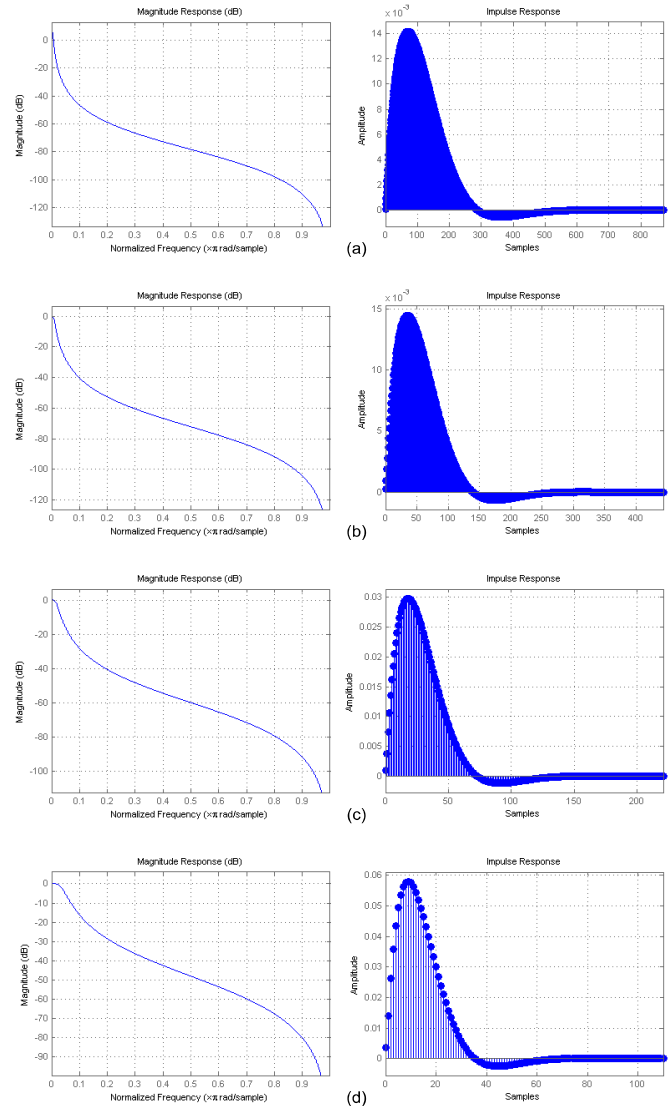 Magnitude Response (dB)
0
-20
-40
-60
-80
-100
-120
Magnitude (dB)
0 0.1 0.2 0.3 0.4 0.5 0.6 0.7 0.8 0.9
Normalized Frequency (×π rad/sample)
Impulse Response
× 10⁻³
14
12
10
8
6
4
2
0
Amplitude
0 100 200 300 400 500 600 700 800
Samples
(a)
Magnitude Response (dB)
0
-20
-40
-60
-80
-100
-120
Magnitude (dB)
0 0.1 0.2 0.3 0.4 0.5 0.6 0.7 0.8 0.9
Normalized Frequency (×π rad/sample)
Impulse Response
× 10⁻³
15
10
5
0
Amplitude
0 50 100 150 200 250 300 350 400
Samples
(b)
Magnitude Response (dB)
0
-20
-40
-60
-80
-100
Magnitude (dB)
0 0.1 0.2 0.3 0.4 0.5 0.6 0.7 0.8 0.9
Normalized Frequency (×π rad/sample)
Impulse Response
0.03
0.025
0.02
0.015
0.01
0.005
0
Amplitude
0 50 100 150 200
Samples
(c)
Magnitude Response (dB)
0
-10
-20
-30
-40
-50
-60
-70
-80
-90
Magnitude (dB)
0 0.1 0.2 0.3 0.4 0.5 0.6 0.7 0.8 0.9
Normalized Frequency (×π rad/sample)
Impulse Response
0.06
0.05
0.04
0.03
0.02
0.01
0
Amplitude
0 20 40 60 80 100
Samples
(d)